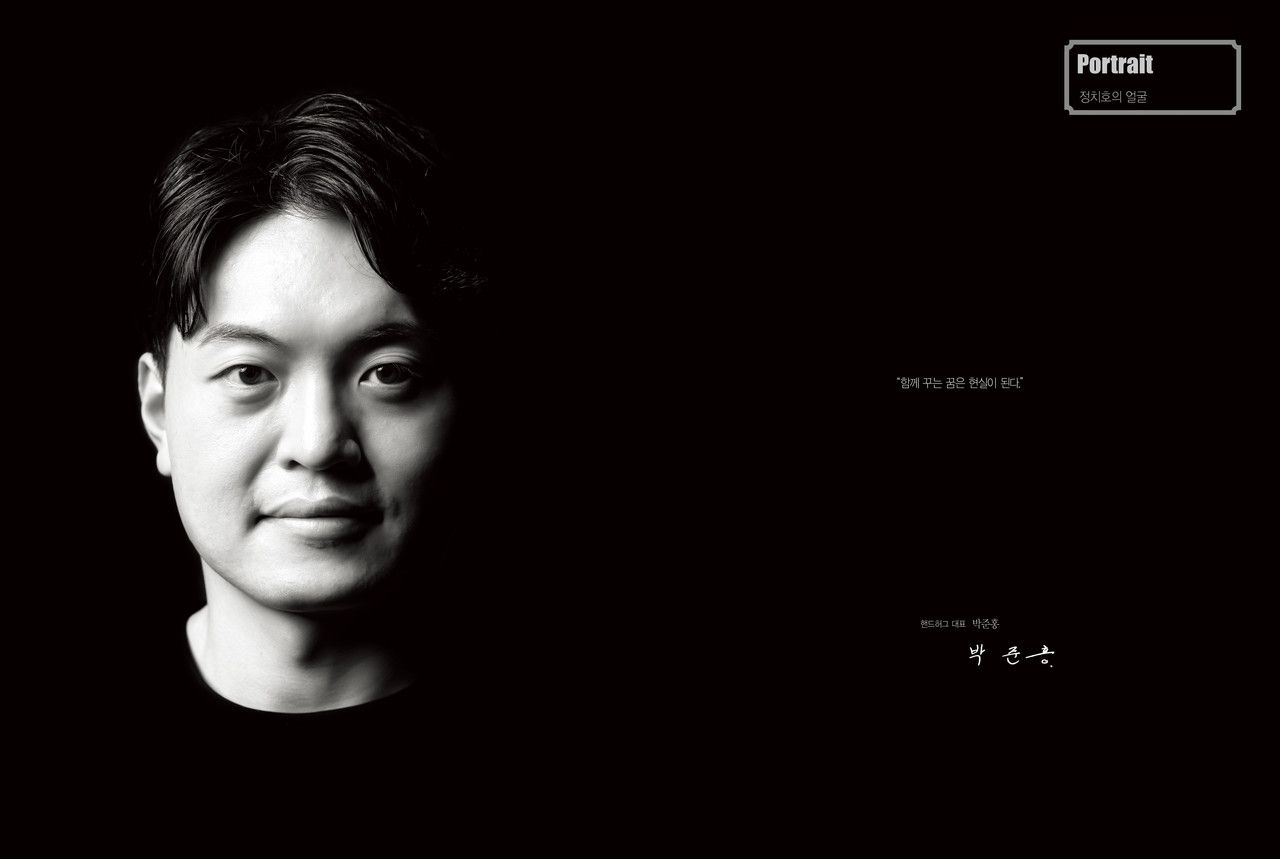 Portrait
정치호의 얼굴
“함께 꾸는 꿈은 현실이 된다.”
핸드허그 대표 박준홍
박 준 홍.